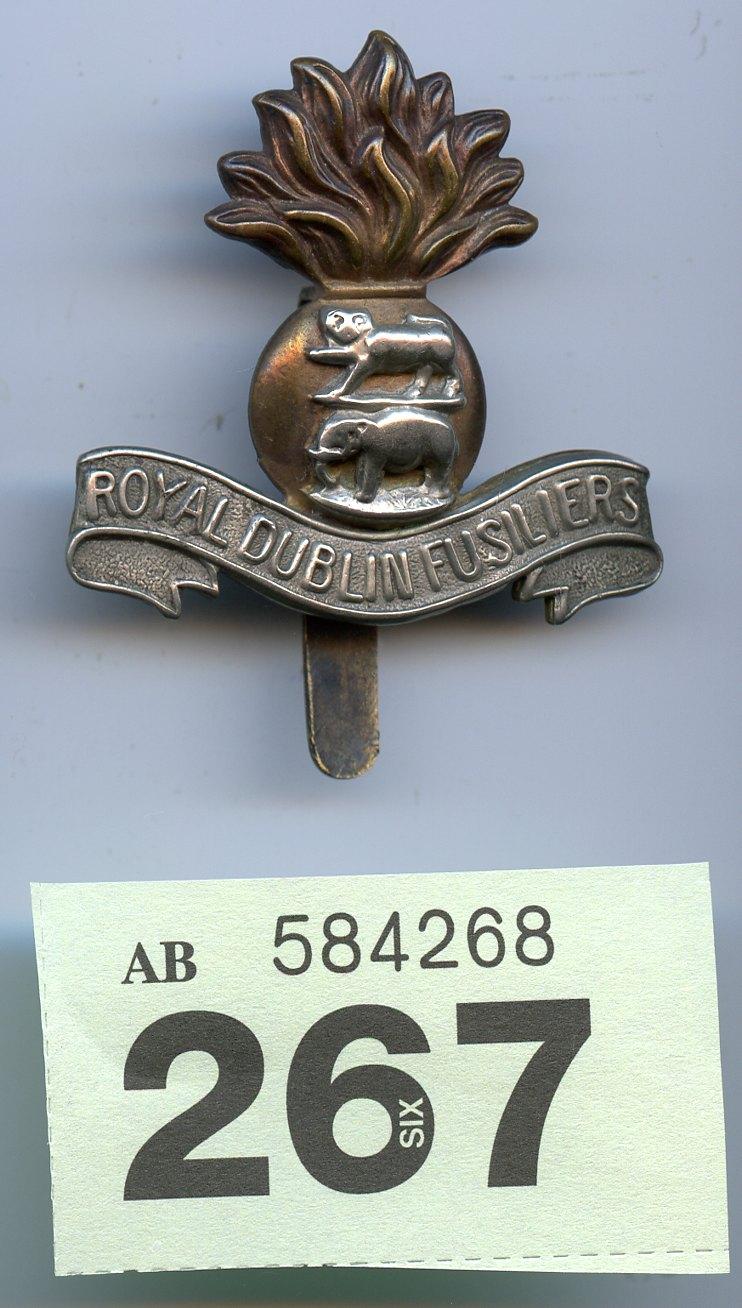 ROYAL DUBLIN FUSILIERS
AB 584268
267
SIX